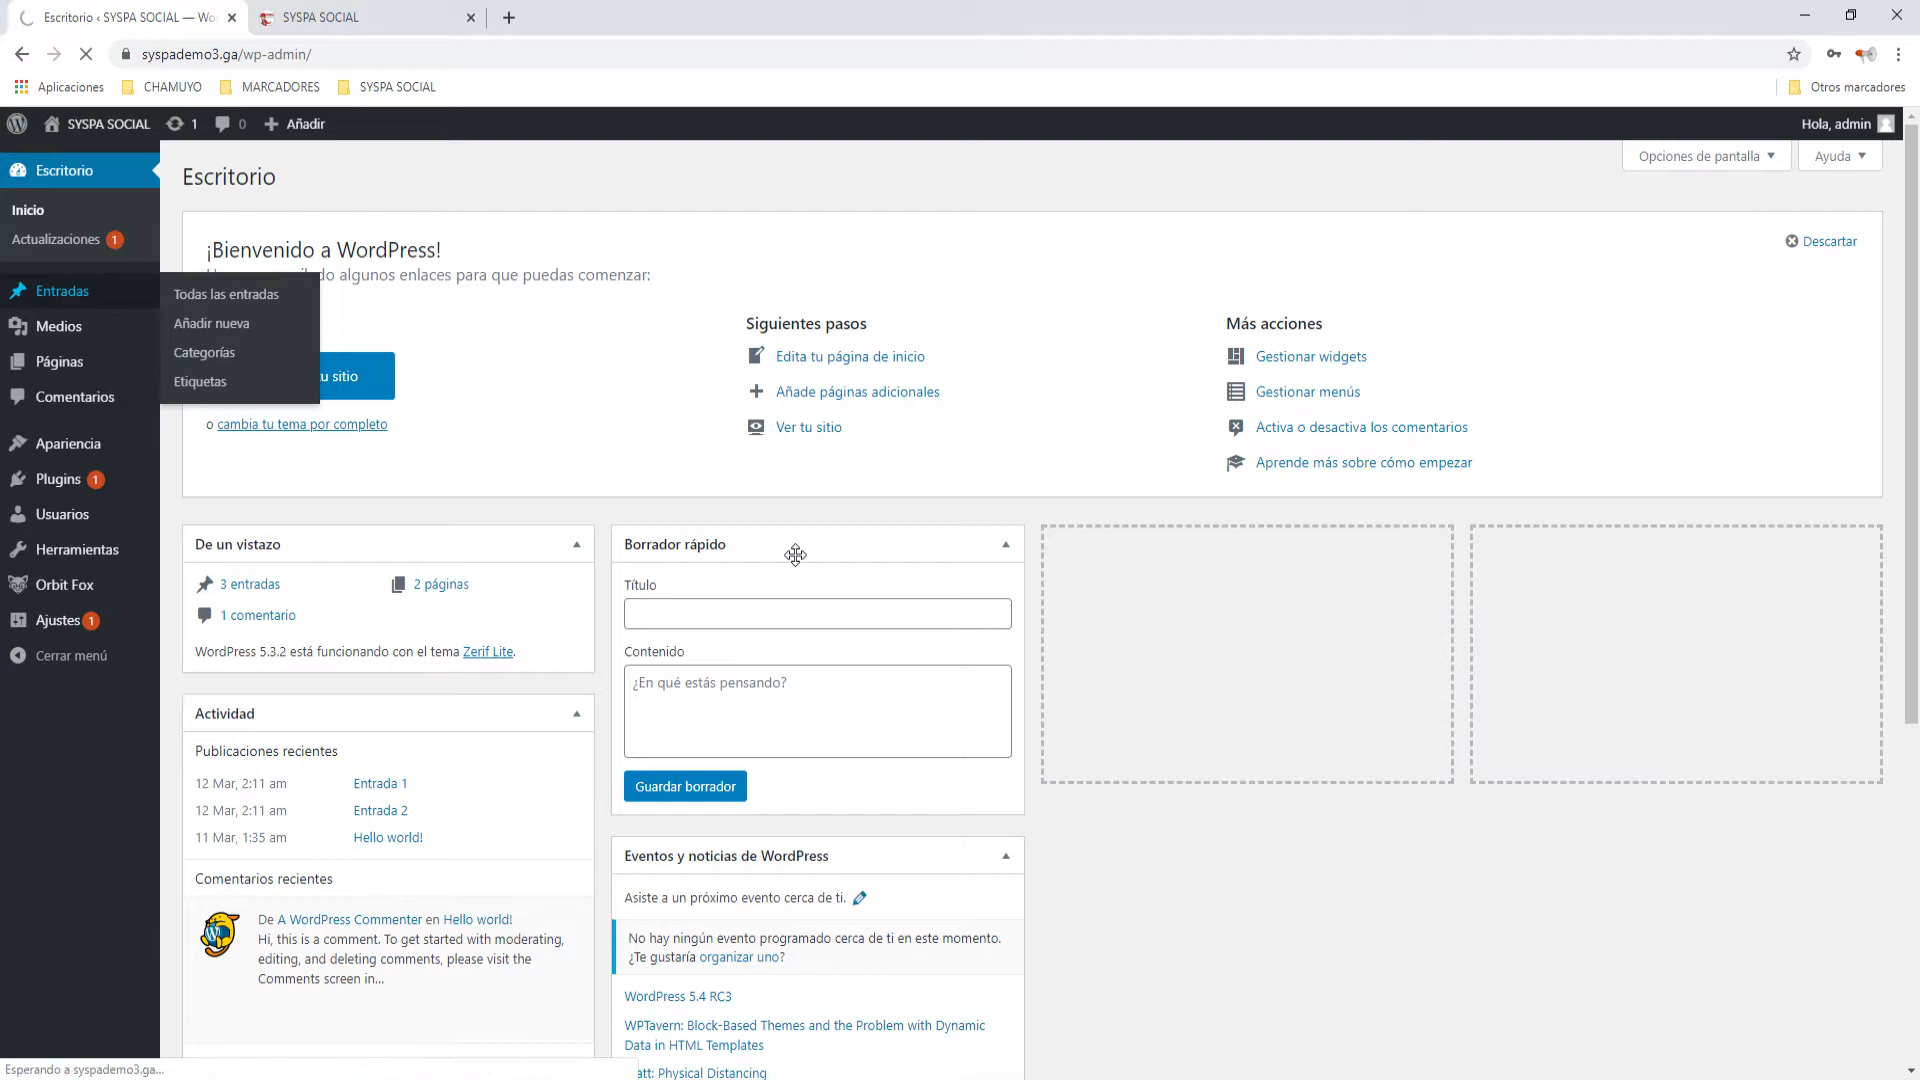 Escritorio ‹ SYSPA SOCIAL — Wo
SYSPA SOCIAL
syspademo3.ga/wp-admin/
Aplicaciones
CHAMUYO
MARCADORES
SYSPA SOCIAL
Otros marcadores
SYSPA SOCIAL
1
0
Añadir
Hola, admin
Escritorio
Inicio
Actualizaciones 1
Entradas
Medios
Páginas
Comentarios
Apariencia
Plugins 1
Usuarios
Herramientas
Orbit Fox
Ajustes 1
Cerrar menú
Todas las entradas
Añadir nueva
Categorías
Etiquetas
Opciones de pantalla
Ayuda
Escritorio
¡Bienvenido a WordPress!
do algunos enlaces para que puedas comenzar:
Descartar
tu sitio
o cambia tu tema por completo
Siguientes pasos
Edita tu página de inicio
Añade páginas adicionales
Ver tu sitio
Más acciones
Gestionar widgets
Gestionar menús
Activa o desactiva los comentarios
Aprende más sobre cómo empezar
De un vistazo
3 entradas
2 páginas
1 comentario
WordPress 5.3.2 está funcionando con el tema Zerif Lite.
Actividad
Publicaciones recientes
12 Mar, 2:11 am Entrada 1
12 Mar, 2:11 am Entrada 2
11 Mar, 1:35 am Hello world!
Comentarios recientes
De A WordPress Commenter en Hello world!
Hi, this is a comment. To get started with moderating,
editing, and deleting comments, please visit the
Comments screen in...
Borrador rápido
Título
Contenido
¿En qué estás pensando?
Guardar borrador
Eventos y noticias de WordPress
Asiste a un próximo evento cerca de ti.
No hay ningún evento programado cerca de ti en este momento.
¿Te gustaría organizar uno?
WordPress 5.4 RC3
WPTavern: Block-Based Themes and the Problem with Dynamic
Data in HTML Templates
att: Physical Distancing
Esperando a syspademo3.ga...